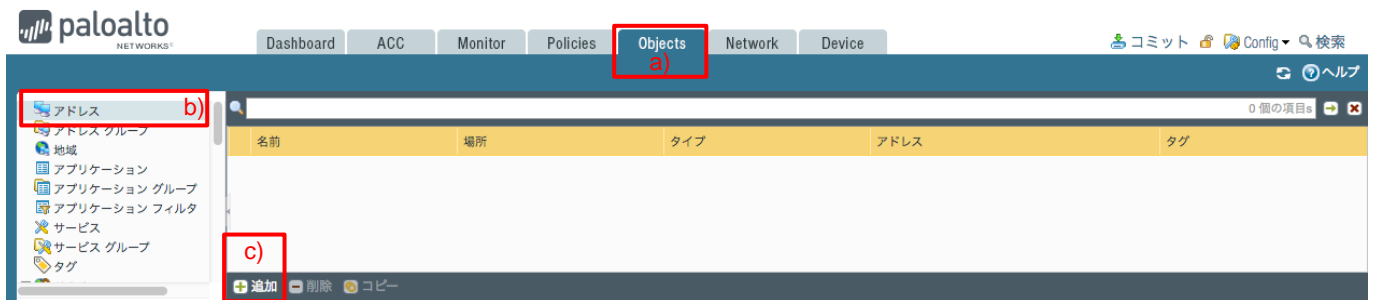 paloalto
NETWORKS®
Dashboard ACC Monitor Policies Objects Network Device
コミット Config 検索
a)
ヘルプ
アドレス b)
0 個の項目s
アドレス グループ
名前 場所 タイプ アドレス タグ
地域
アプリケーション
アプリケーション グループ
アプリケーション フィルタ
サービス
サービス グループ
c)
タグ
追加 削除 コピー